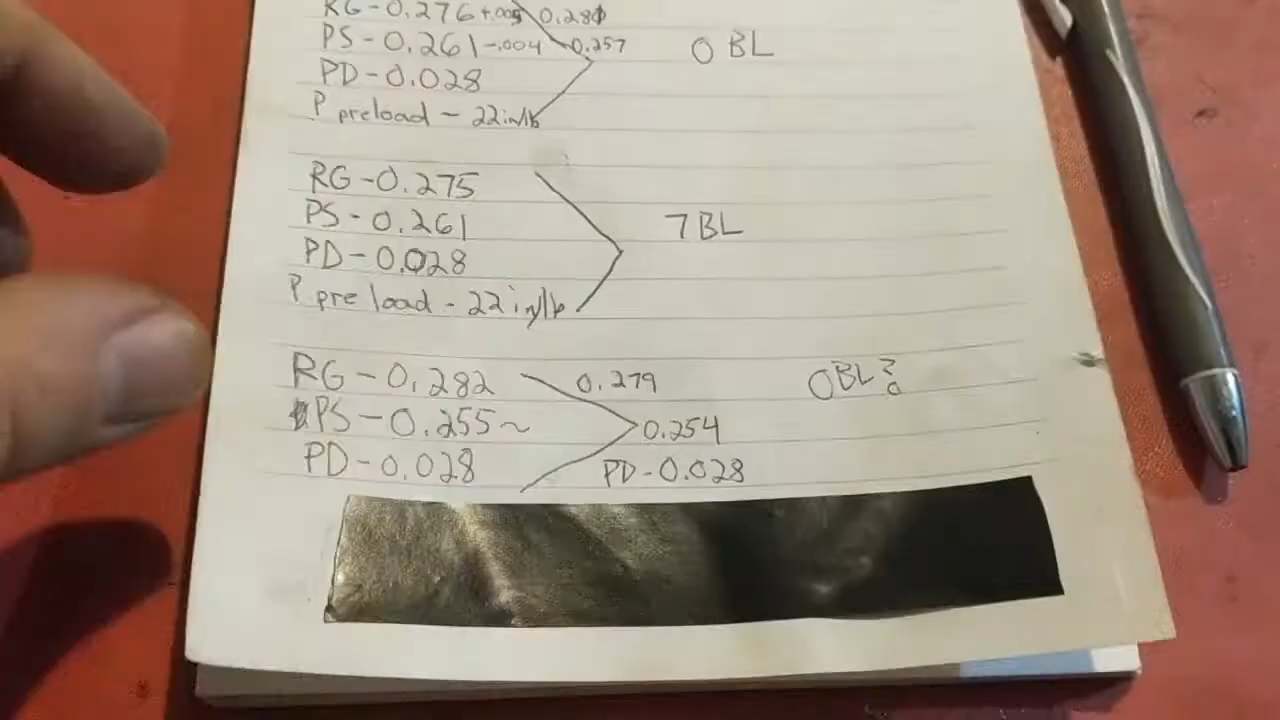 RG-0.276 +.005 0.280
PS-0.261 -.004 0.257 0 BL
PD-0.028
P preload - 22in/lb
RG-0.275
PS-0.261 7 BL
PD-0.028
P preload - 22 in/lb
RG-0.282 0.279 0 BL?
PS-0.255~ 0.254
PD-0.028 PD-0.028